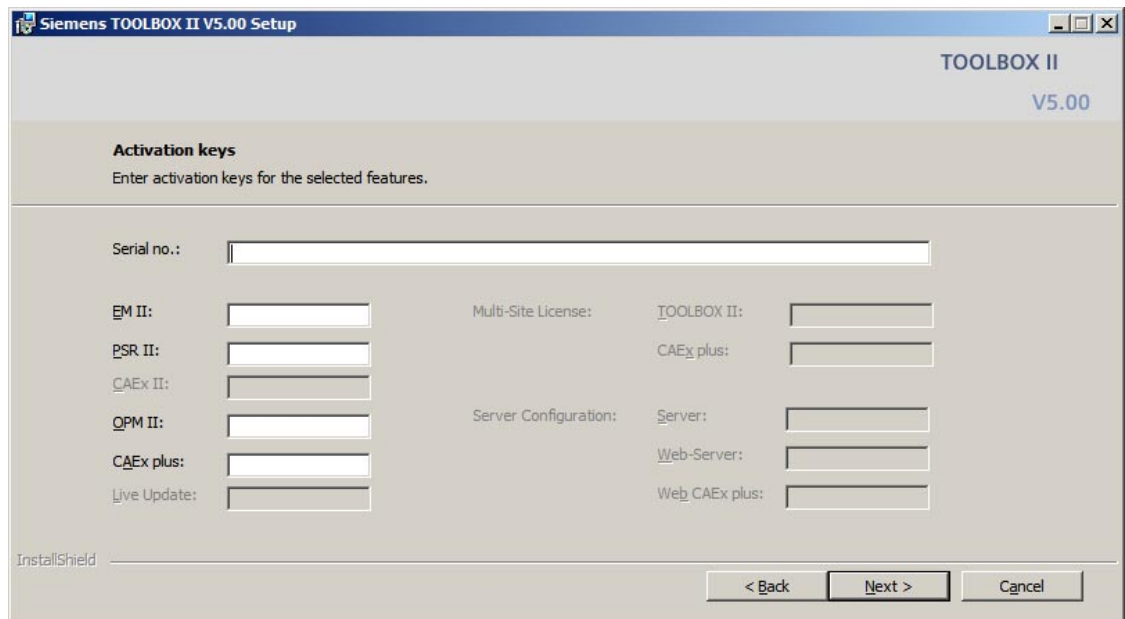 Siemens TOOLBOX II V5.00 Setup
TOOLBOX II
V5.00
Activation keys
Enter activation keys for the selected features.
Serial no.:
EM II:
Multi-Site License:
TOOLBOX II:
PSR II:
CAEx plus:
CAEx II:
OPM II:
Server Configuration:
Server:
CAEx plus:
Web-Server:
Live Update:
Web CAEx plus:
InstallShield
< Back
Next >
Cancel